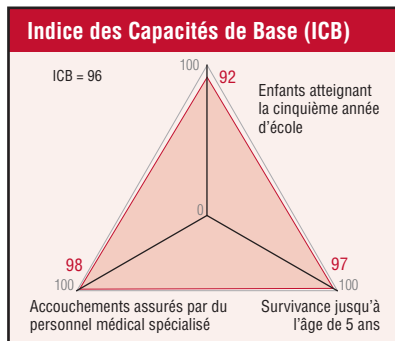 Indice des Capacités de Base (ICB)
ICB = 96
100
92
Enfants atteignant
la cinquième année
d'école
0
98
97
100
100
Accouchements assurés par du
personnel médical spécialisé
Survivance jusqu'à
l'âge de 5 ans